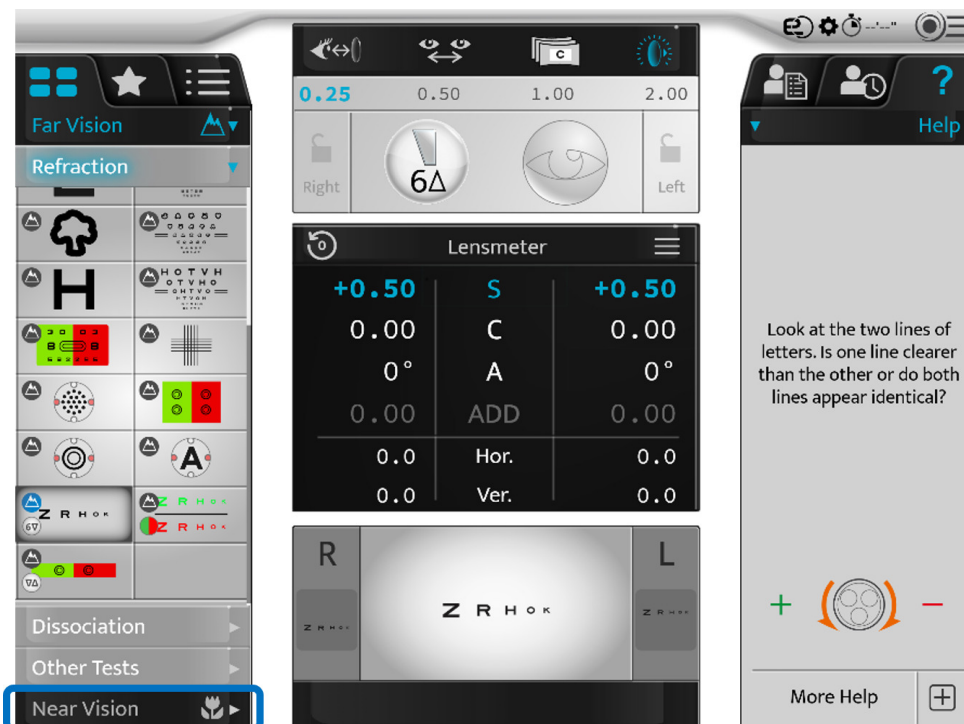 --'--"
Far Vision
Refraction
H
H O T V H
O T V H O
O H T V O
A
Z R H O K
6∇
Z R H O K
Z R H O K
∇Δ
Dissociation
Other Tests
Near Vision
C
0.25 0.50 1.00 2.00
Right
6Δ
Left
Lensmeter
+0.50 S +0.50
0.00 C 0.00
0° A 0°
0.00 ADD 0.00
0.0 Hor. 0.0
0.0 Ver. 0.0
R
L
Z R H O K
Z R H O K
Z R H O K
?
Help
Look at the two lines of
letters. Is one line clearer
than the other or do both
lines appear identical?
+ −
More Help